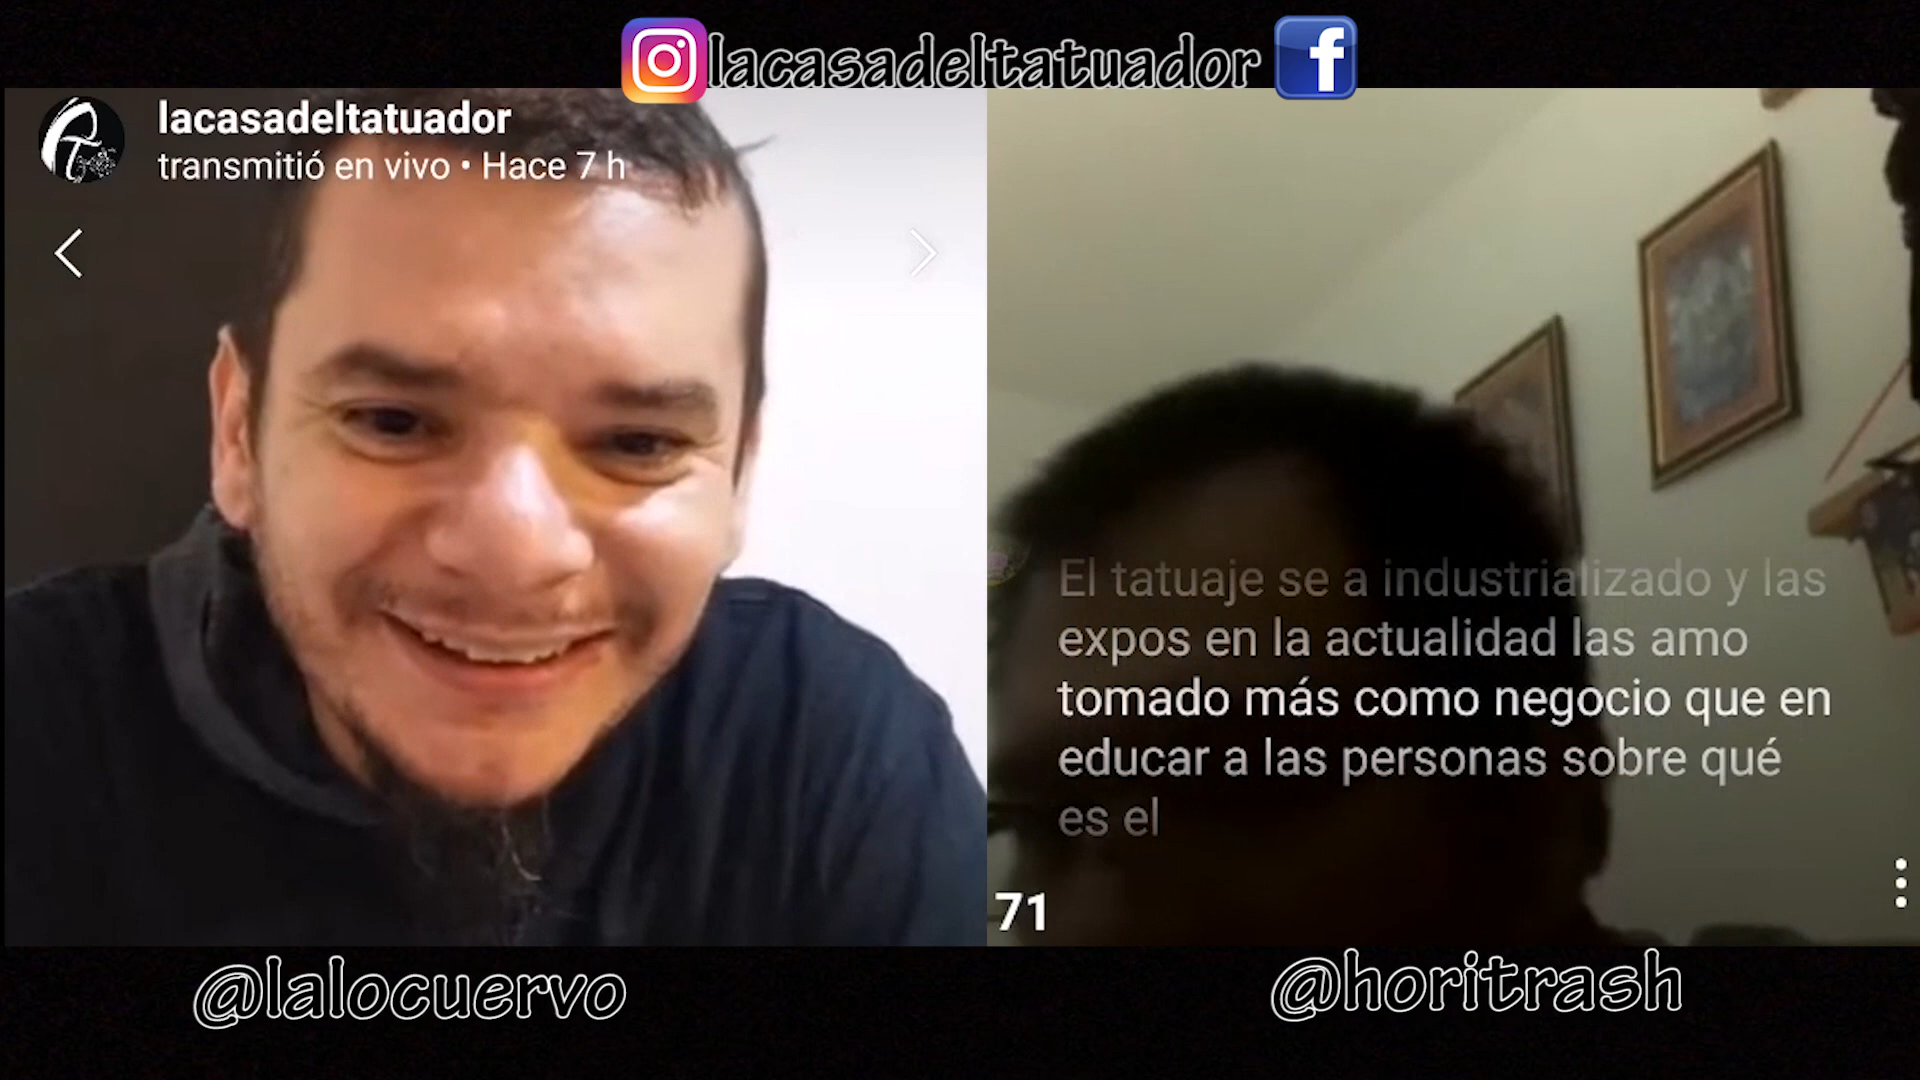 lacasadeltatuador
lacasadeltatuador
transmitió en vivo • Hace 7 h
El tatuaje se a industrializado y las
expos en la actualidad las amo
tomado más como negocio que en
educar a las personas sobre qué
es el
71
@lalocuervo
@horitrash